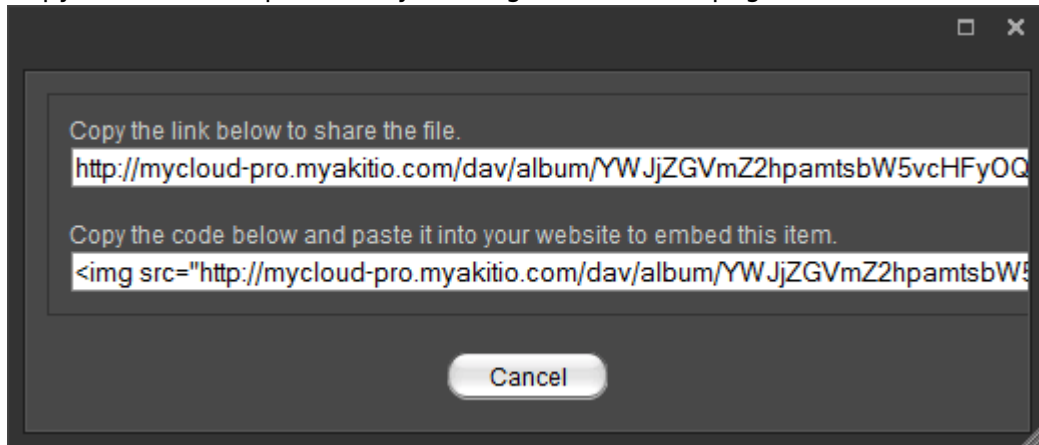 Copy the link below to share the file.
http://mycloud-pro.myakitio.com/dav/album/YWJjZGVmZ2hpamtsbW5vcHFyOQ
Copy the code below and paste it into your website to embed this item.
<img src="http://mycloud-pro.myakitio.com/dav/album/YWJjZGVmZ2hpamtsbW5
Cancel